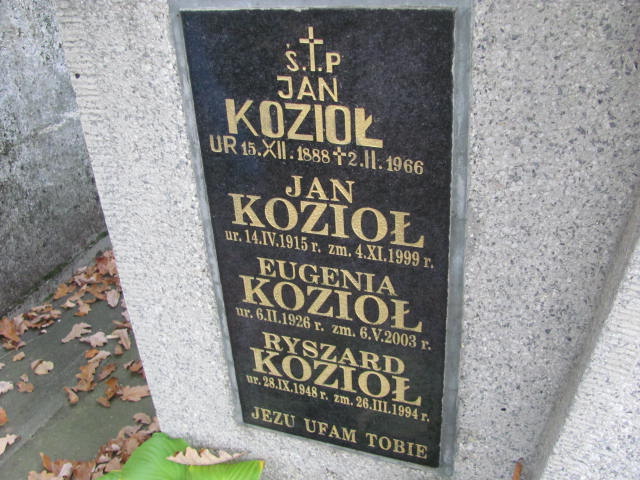 Ś.†P
JAN
KOZIOŁ
UR 15.XII.1888 ✝ 2.II.1966
JAN
KOZIOŁ
ur. 14.IV.1915 r. zm. 4.XI.1999 r.
EUGENIA
KOZIOŁ
ur. 6.II.1926 r. zm. 6.V.2003 r.
RYSZARD
KOZIOŁ
ur. 28.IX.1948 r. zm. 26.III.1994 r.
JEZU UFAM TOBIE